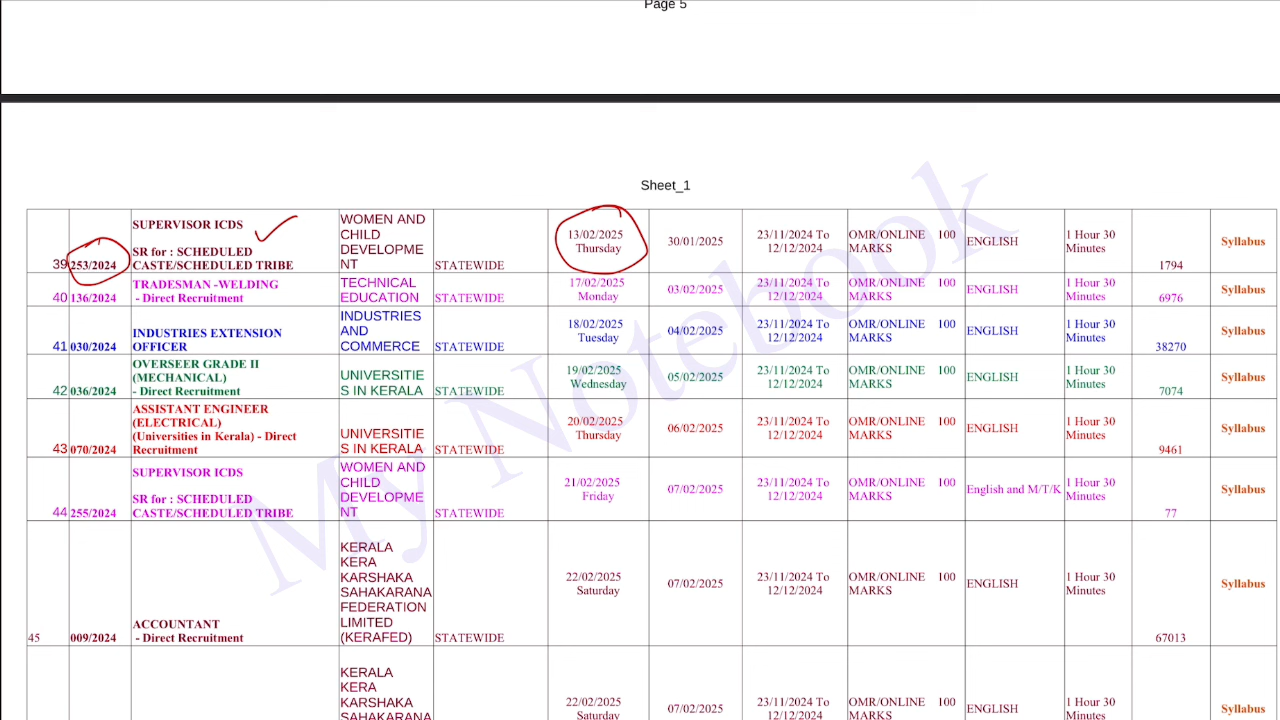 Page 5
Sheet_1
39 253/2024 SUPERVISOR ICDS
SR for : SCHEDULED
CASTE/SCHEDULED TRIBE
WOMEN AND
CHILD
DEVELOPME
NT
STATEWIDE
13/02/2025
Thursday
30/01/2025
23/11/2024 To
12/12/2024
OMR/ONLINE 100
MARKS
ENGLISH
1 Hour 30
Minutes
1794
Syllabus
40 136/2024
TRADESMAN -WELDING
- Direct Recruitment
TECHNICAL
EDUCATION
STATEWIDE
17/02/2025
Monday
03/02/2025
23/11/2024 To
12/12/2024
OMR/ONLINE 100
MARKS
ENGLISH
1 Hour 30
Minutes
6976
Syllabus
41 030/2024
INDUSTRIES EXTENSION
OFFICER
INDUSTRIES
AND
COMMERCE
STATEWIDE
18/02/2025
Tuesday
04/02/2025
23/11/2024 To
12/12/2024
OMR/ONLINE 100
MARKS
ENGLISH
1 Hour 30
Minutes
38270
Syllabus
42 036/2024
OVERSEER GRADE II
(MECHANICAL)
- Direct Recruitment
UNIVERSITIE
S IN KERALA
STATEWIDE
19/02/2025
Wednesday
05/02/2025
23/11/2024 To
12/12/2024
OMR/ONLINE 100
MARKS
ENGLISH
1 Hour 30
Minutes
7074
Syllabus
43 070/2024
ASSISTANT ENGINEER
(ELECTRICAL)
(Universities in Kerala) - Direct
Recruitment
UNIVERSITIE
S IN KERALA
STATEWIDE
20/02/2025
Thursday
06/02/2025
23/11/2024 To
12/12/2024
OMR/ONLINE 100
MARKS
ENGLISH
1 Hour 30
Minutes
9461
Syllabus
44 255/2024
SUPERVISOR ICDS
SR for : SCHEDULED
CASTE/SCHEDULED TRIBE
WOMEN AND
CHILD
DEVELOPME
NT
STATEWIDE
21/02/2025
Friday
07/02/2025
23/11/2024 To
12/12/2024
OMR/ONLINE 100
MARKS
English and M/T/K
1 Hour 30
Minutes
77
Syllabus
45 009/2024
ACCOUNTANT
- Direct Recruitment
KERALA
KERA
KARSHAKA
SAHAKARANA
FEDERATION
LIMITED
(KERAFED)
STATEWIDE
22/02/2025
Saturday
07/02/2025
23/11/2024 To
12/12/2024
OMR/ONLINE 100
MARKS
ENGLISH
1 Hour 30
Minutes
67013
Syllabus
KERALA
KERA
KARSHAKA
SAHAKARANA
22/02/2025
Saturday
07/02/2025
23/11/2024 To
12/12/2024
OMR/ONLINE 100
MARKS
ENGLISH
1 Hour 30
Minutes
Syllabus
My Notebook